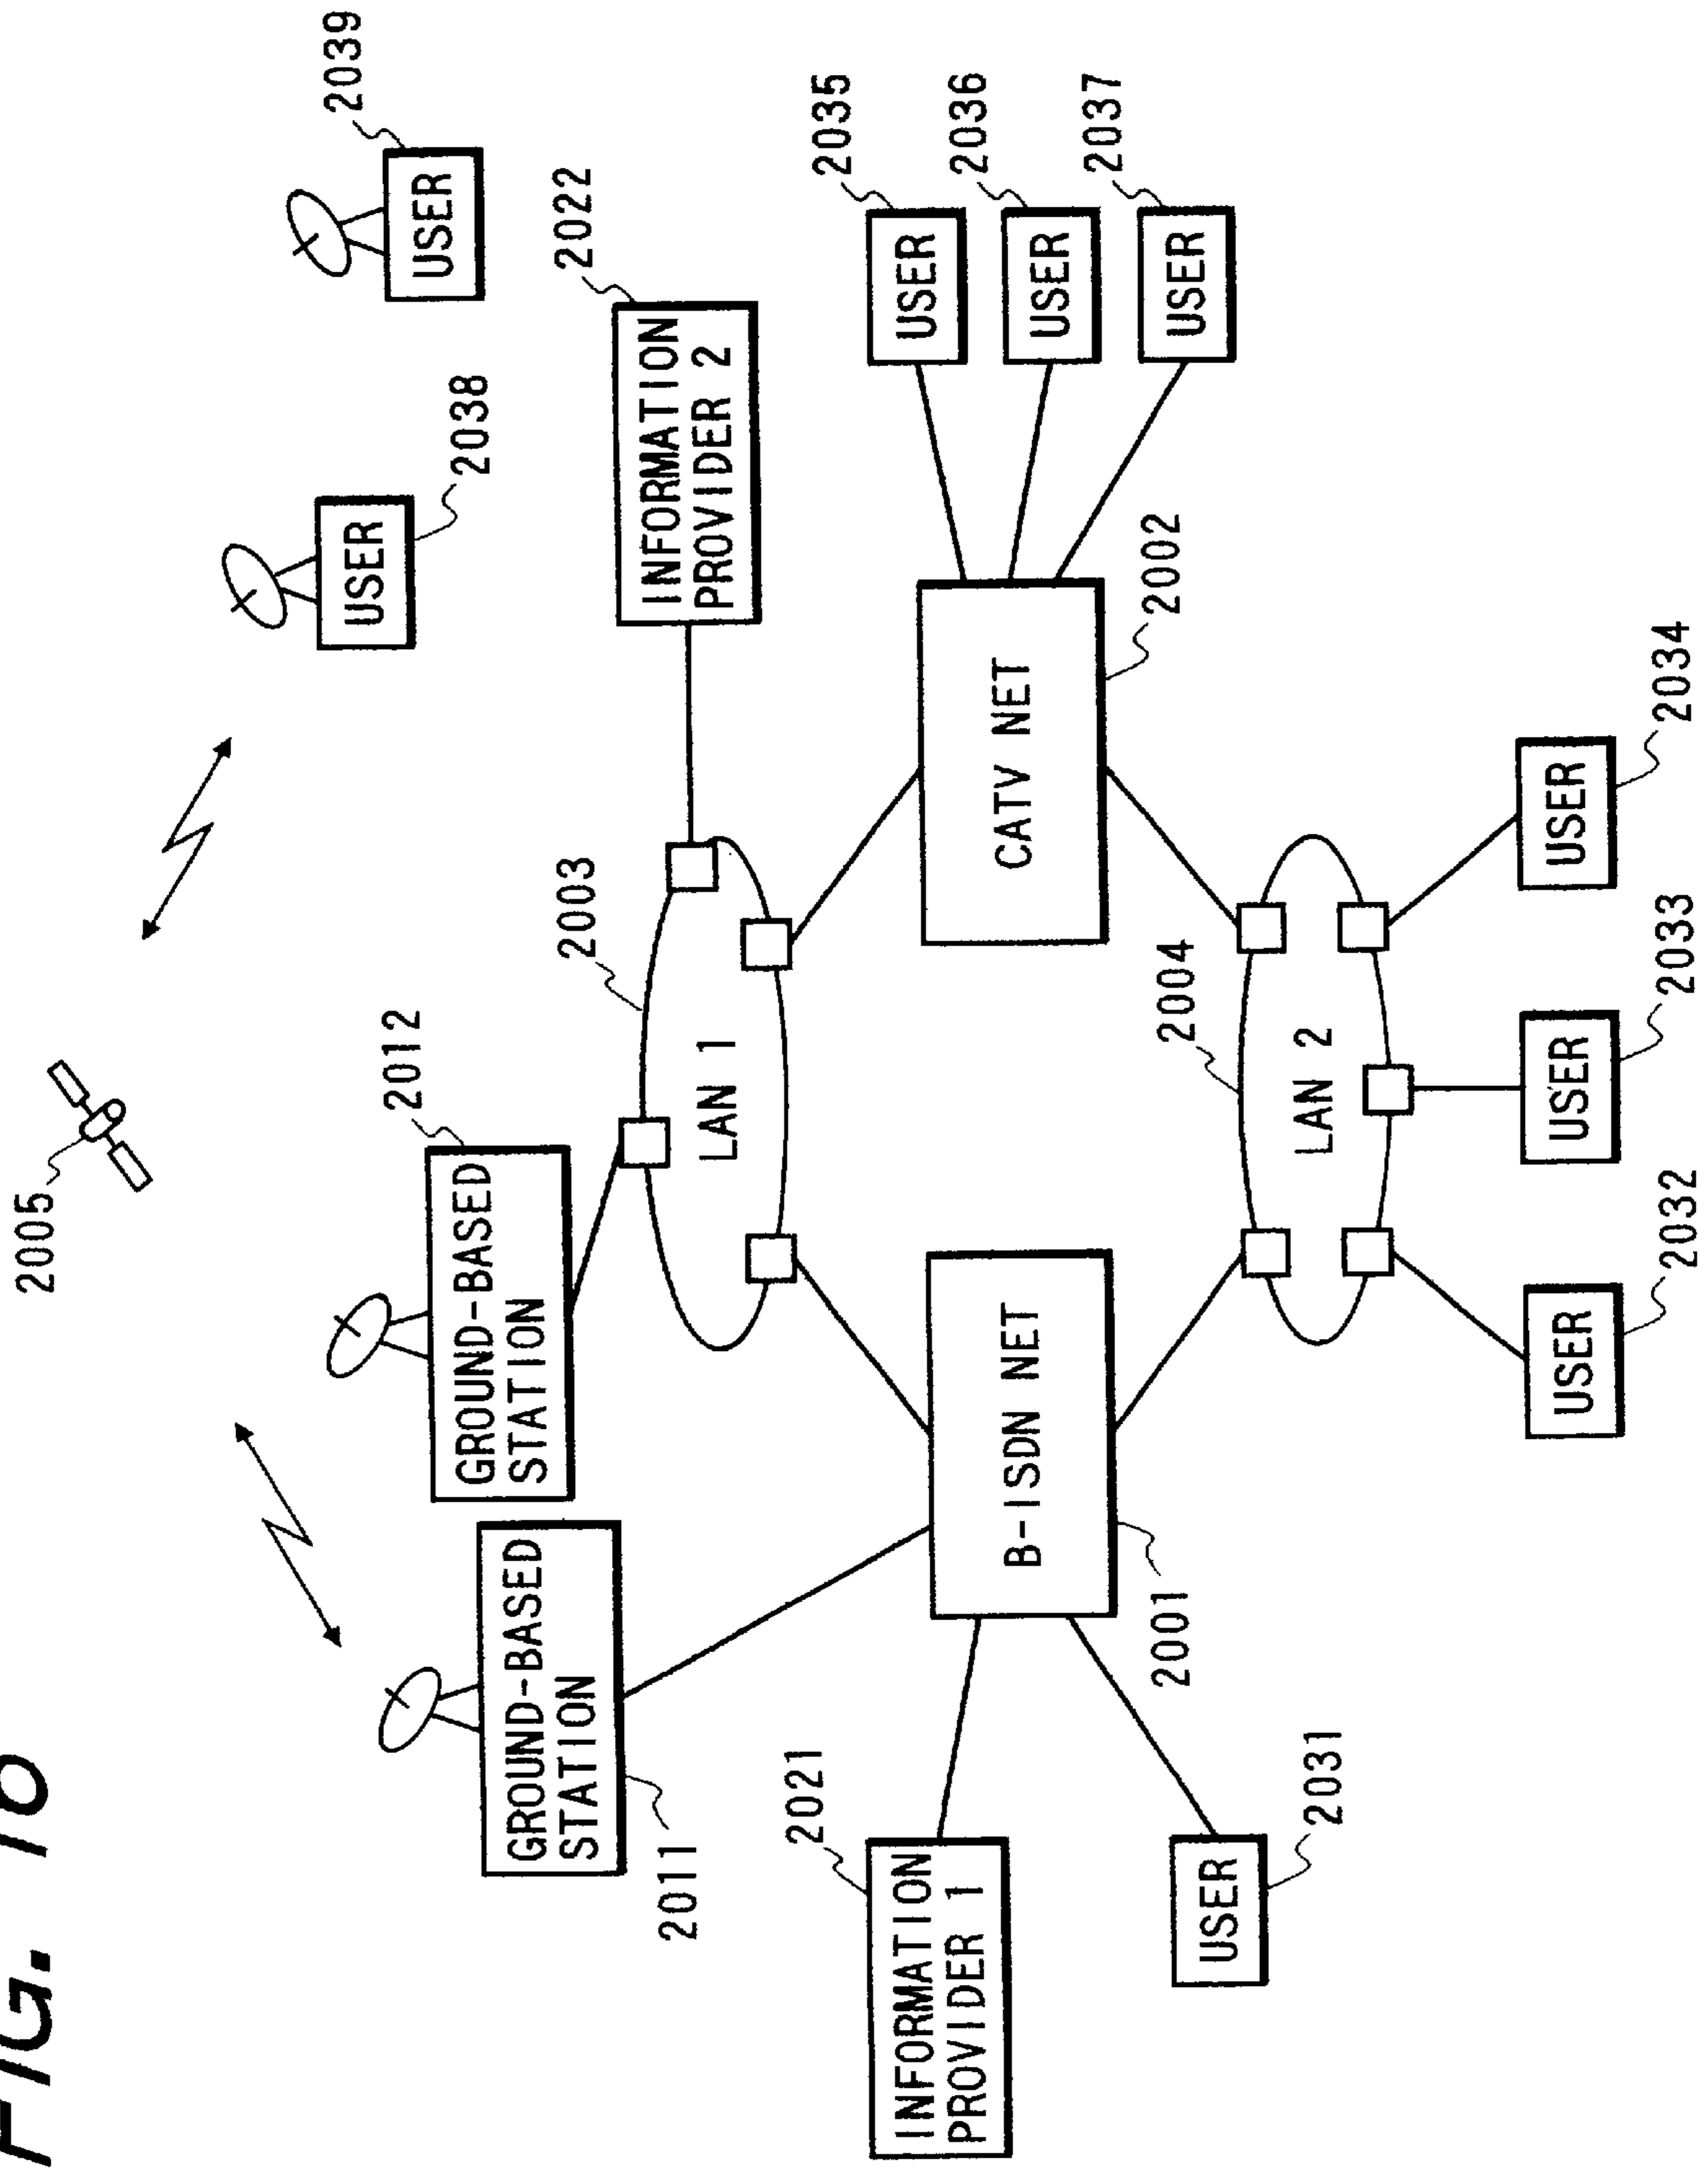 FIG. 18
2005
2039
USER
2038
USER
2012
GROUND-BASED
STATION
2022
INFORMATION
PROVIDER 2
2011
GROUND-BASED
STATION
2003
LAN 1
2035
USER
2036
USER
2037
USER
2021
INFORMATION
PROVIDER 1
B-ISDN NET
2001
CATV NET
2002
2031
USER
2004
LAN 2
2032
USER
2033
USER
2034
USER